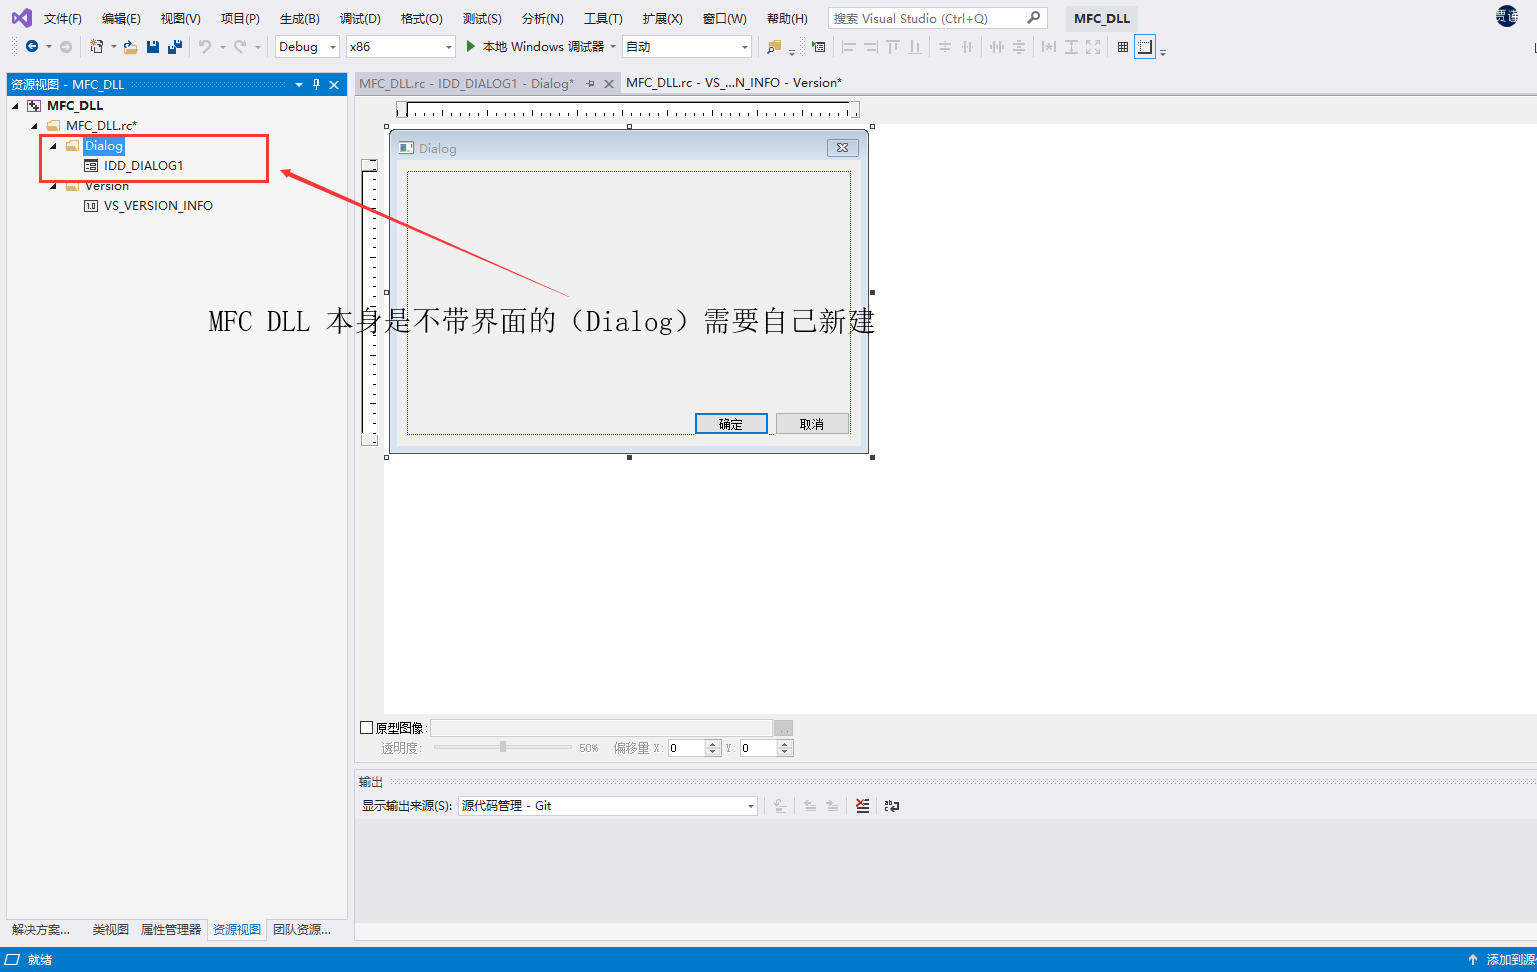 文件(F) 编辑(E) 视图(V) 项目(P) 生成(B) 调试(D) 格式(O) 测试(S) 分析(N) 工具(T) 扩展(X) 窗口(W) 帮助(H) 搜索 Visual Studio (Ctrl+Q) MFC_DLL
Debug x86 本地 Windows 调试器 自动
资源视图 - MFC_DLL
MFC_DLL
MFC_DLL.rc*
Dialog
IDD_DIALOG1
Version
VS_VERSION_INFO
MFC_DLL.rc - IDD_DIALOG1 - Dialog* MFC_DLL.rc - VS_...N_INFO - Version*
Dialog
MFC DLL 本身是不带界面的（Dialog）需要自己新建
确定 取消
原型图像:
透明度: 50% 偏移量 X: 0 Y: 0
输出
显示输出来源(S): 源代码管理 - Git
解决方案... 类视图 属性管理器 资源视图 团队资源...
就绪 添加到源